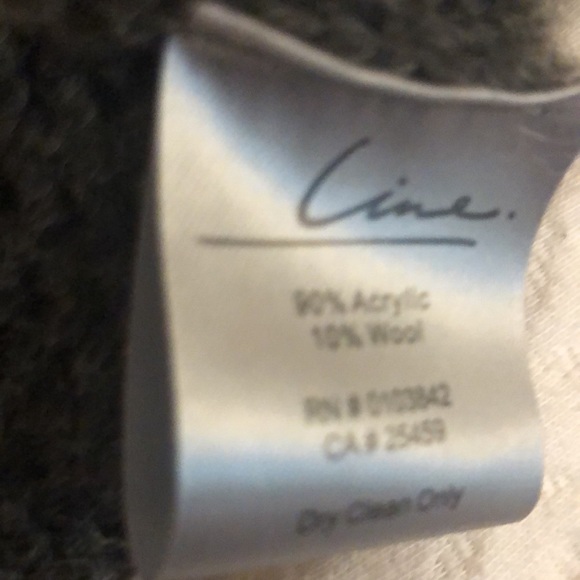 Line.
90% Acrylic
10% Wool
RN # 0103842
CA # 25459
Dry Clean Only